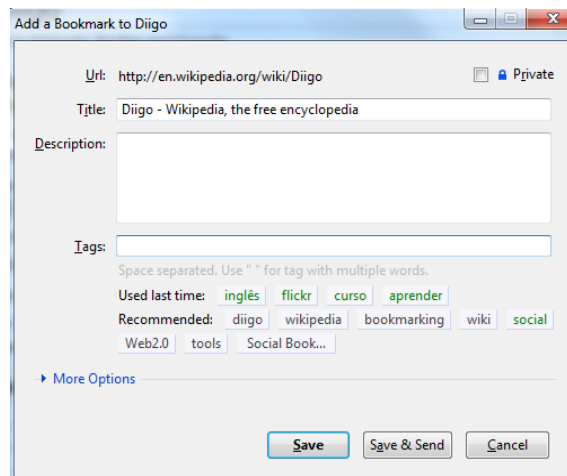 Add a Bookmark to Diigo
Url: http://en.wikipedia.org/wiki/Diigo Private
Title: Diigo - Wikipedia, the free encyclopedia
Description:
Tags:
Space separated. Use " " for tag with multiple words.
Used last time: inglês flickr curso aprender
Recommended: diigo wikipedia bookmarking wiki social
Web2.0 tools Social Book...
More Options
Save Save & Send Cancel